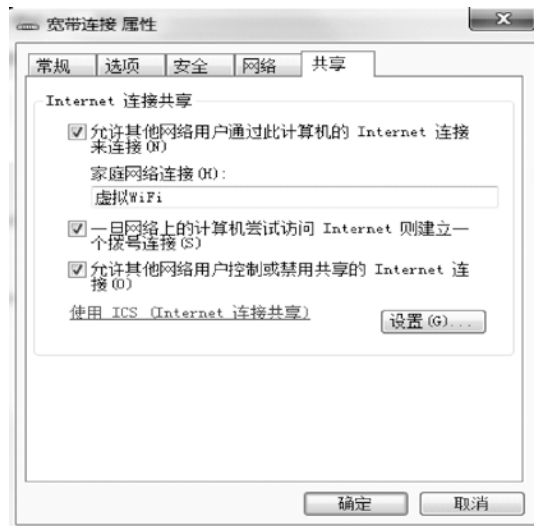 宽带连接 属性
常规 选项 安全 网络 共享
Internet 连接共享
允许其他网络用户通过此计算机的 Internet 连接
来连接(N)
家庭网络连接(H):
虚拟WiFi
一旦网络上的计算机尝试访问 Internet 则建立一
个拨号连接(S)
允许其他网络用户控制或禁用共享的 Internet 连
接(O)
使用 ICS (Internet 连接共享)
设置(G)...
确定 取消